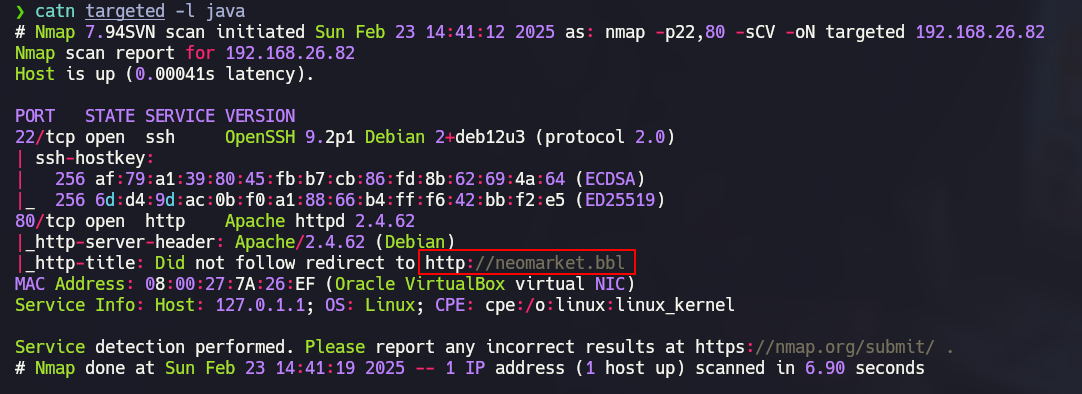 ❯ catn targeted -l java
# Nmap 7.94SVN scan initiated Sun Feb 23 14:41:12 2025 as: nmap -p22,80 -sCV -oN targeted 192.168.26.82
Nmap scan report for 192.168.26.82
Host is up (0.00041s latency).

PORT   STATE SERVICE VERSION
22/tcp open  ssh     OpenSSH 9.2p1 Debian 2+deb12u3 (protocol 2.0)
| ssh-hostkey:
|   256 af:79:a1:39:80:45:fb:b7:cb:86:fd:8b:62:69:4a:64 (ECDSA)
|_  256 6d:d4:9d:ac:0b:f0:a1:88:66:b4:ff:f6:42:bb:f2:e5 (ED25519)
80/tcp open  http    Apache httpd 2.4.62
|_http-server-header: Apache/2.4.62 (Debian)
|_http-title: Did not follow redirect to http://neomarket.bbl
MAC Address: 08:00:27:7A:26:EF (Oracle VirtualBox virtual NIC)
Service Info: Host: 127.0.1.1; OS: Linux; CPE: cpe:/o:linux:linux_kernel

Service detection performed. Please report any incorrect results at https://nmap.org/submit/ .
# Nmap done at Sun Feb 23 14:41:19 2025 -- 1 IP address (1 host up) scanned in 6.90 seconds